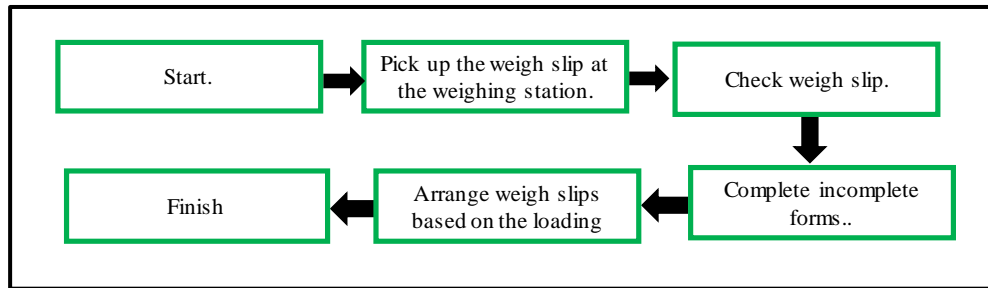 Start.
Pick up the weigh slip at
the weighing station.
Check weigh slip.
Complete incomplete
forms..
Arrange weigh slips
based on the loading
Finish